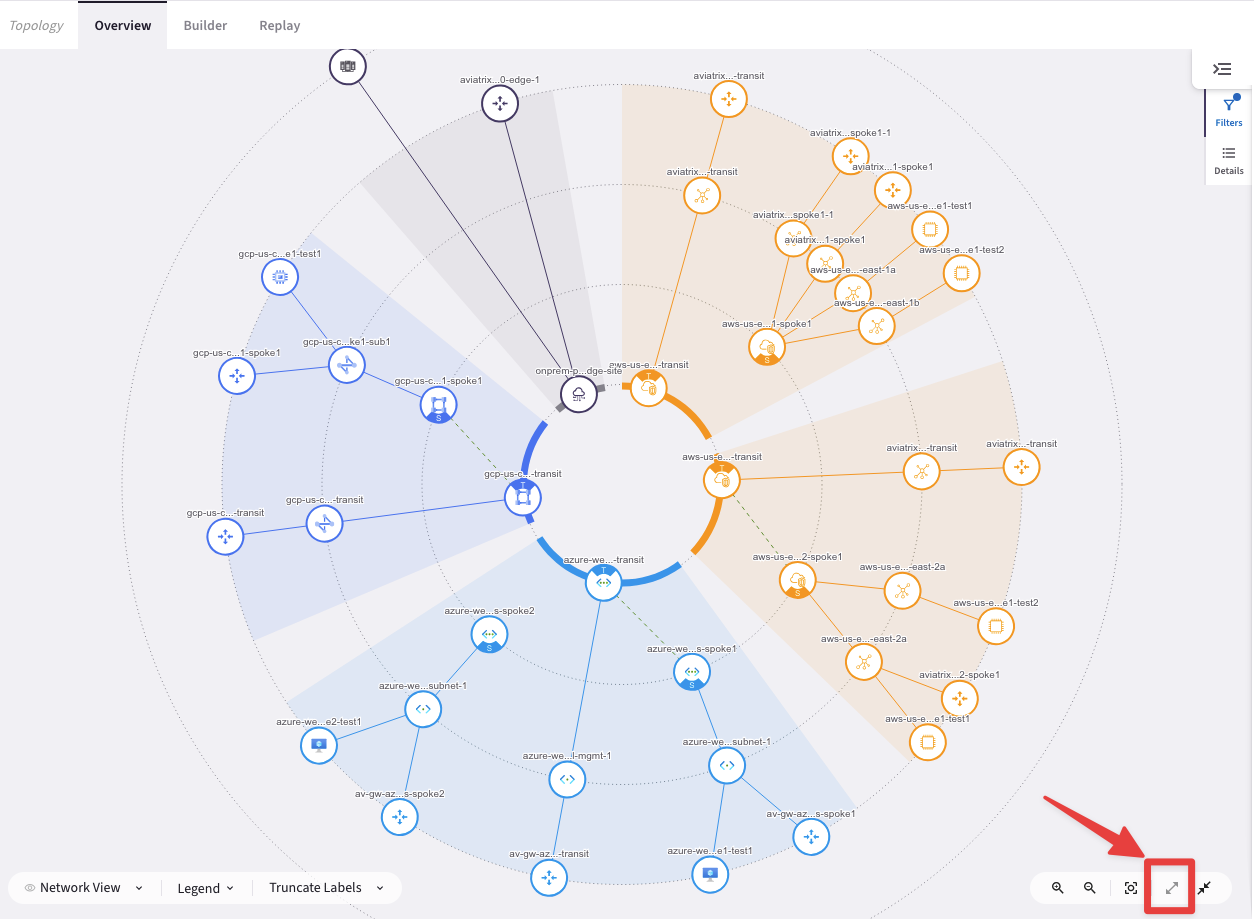 Topology
Overview
Builder
Replay
Filters
Details
aviatrix...0-edge-1
aviatrix...-transit
aviatrix...spoke1-1
aviatrix...1-spoke1
aviatrix...-transit
aws-us-e...e1-test1
aviatrix...spoke1-1
aviatrix...1-spoke1
aws-us-e...e1-test2
gcp-us-c...e1-test1
aws-us-e...-east-1a
aws-us-e...-east-1b
aws-us-e...1-spoke1
S
gcp-us-c...ke1-sub1
gcp-us-c...1-spoke1
gcp-us-c...1-spoke1
S
onprem-p...dge-site
aws-us-e...-transit
T
aviatrix...-transit
aviatrix...-transit
aws-us-e...-transit
T
gcp-us-c...-transit
T
gcp-us-c...-transit
gcp-us-c...-transit
azure-we...-transit
T
aws-us-e...2-spoke1
S
aws-us-e...-east-2a
aws-us-e...e1-test2
azure-we...s-spoke2
S
azure-we...s-spoke1
S
aws-us-e...-east-2a
aviatrix...2-spoke1
azure-we...subnet-1
aws-us-e...e1-test1
azure-we...e2-test1
azure-we...subnet-1
azure-we...l-mgmt-1
av-gw-az...s-spoke2
av-gw-az...s-spoke1
av-gw-az...-transit
azure-we...e1-test1
Network View
Legend
Truncate Labels